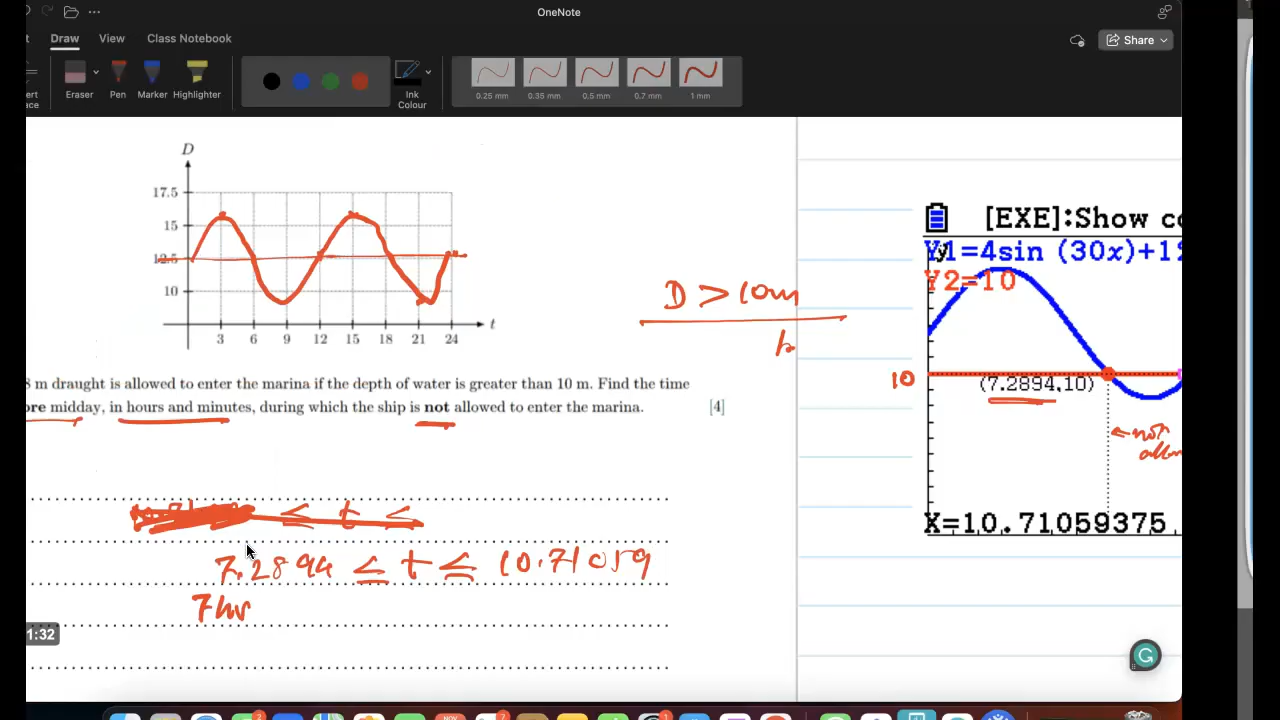 OneNote
Draw View Class Notebook
Share
Eraser Pen Marker Highlighter
Ink
Colour
0.25 mm 0.35 mm 0.5 mm 0.7 mm 1 mm
D
17.5
15
12.5
10
3 6 9 12 15 18 21 24 t
D > 10m
8 m draught is allowed to enter the marina if the depth of water is greater than 10 m. Find the time
ore midday, in hours and minutes, during which the ship is not allowed to enter the marina. [4]
≤ t ≤
7.2894 ≤ t ≤ 10.71059
7hr
1:32
[EXE]:Show co
Y1=4sin (30x)+12
y
Y2=10
10
(7.2894,10)
not
X=10.71059375